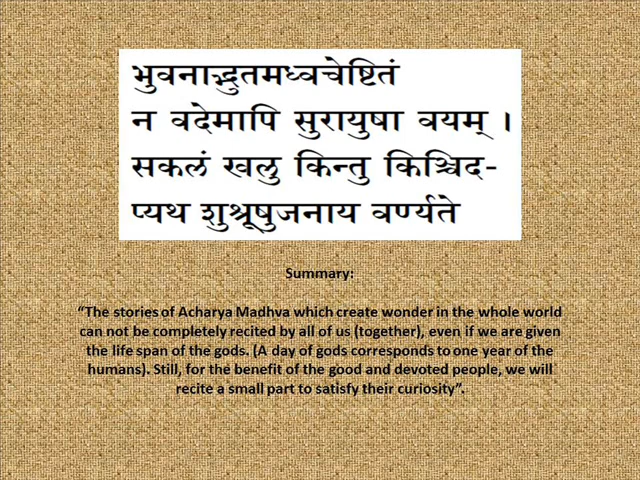 भुवनाद्भुतमध्वचेष्टितं
न वदेमापि सुरायुषा वयम् ।
सकलं खलु किन्तु किञ्चिद-
प्यथ शुश्रूषुजनाय वर्ण्यते
Summary:
“The stories of Acharya Madhva which create wonder in the whole world
can not be completely recited by all of us (together), even if we are given
the life span of the gods. (A day of gods corresponds to one year of the
humans). Still, for the benefit of the good and devoted people, we will
recite a small part to satisfy their curiosity”.